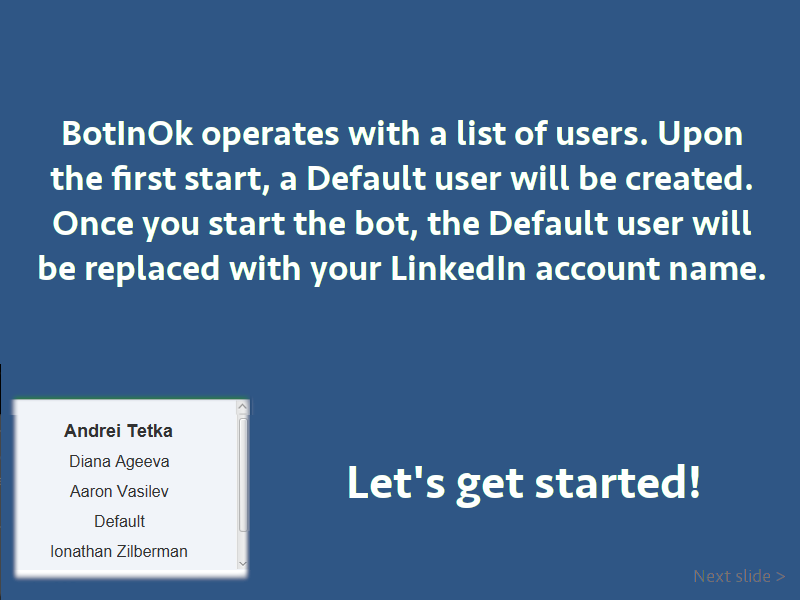 BotInOk operates with a list of users. Upon
the first start, a Default user will be created.
Once you start the bot, the Default user will
be replaced with your LinkedIn account name.
Andrei Tetka
Diana Ageeva
Aaron Vasilev
Default
Ionathan Zilberman
Let's get started!
Next slide >